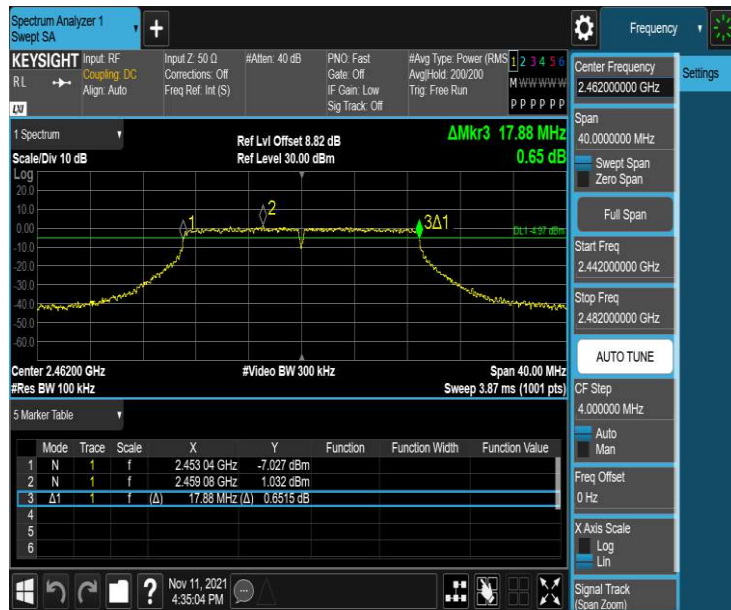 Spectrum Analyzer 1
Swept SA
+
Frequency
KEYSIGHT
RL
LXI
Input: RF
Coupling: DC
Align: Auto
Input Z: 50 Ω
Corrections: Off
Freq Ref: Int (S)
#Atten: 40 dB
PNO: Fast
Gate: Off
IF Gain: Low
Sig Track: Off
#Avg Type: Power (RMS
Avg|Hold: 200/200
Trig: Free Run
1 2 3 4 5 6
M W W W W W
P P P P P P
1 Spectrum
Scale/Div 10 dB
Ref Lvl Offset 8.82 dB
Ref Level 30.00 dBm
ΔMkr3 17.88 MHz
0.65 dB
Log
20.0
10.0
0.00
-10.0
-20.0
-30.0
-40.0
-50.0
-60.0
1
2
3Δ1
DL1 -4.97 dBm
Center 2.46200 GHz
#Res BW 100 kHz
#Video BW 300 kHz
Span 40.00 MHz
Sweep 3.87 ms (1001 pts)
5 Marker Table
Mode Trace Scale X Y Function Function Width Function Value
1 N 1 f 2.453 04 GHz -7.027 dBm
2 N 1 f 2.459 08 GHz 1.032 dBm
3 Δ1 1 f (Δ) 17.88 MHz (Δ) 0.6515 dB
4
5
6
?
Nov 11, 2021
4:35:04 PM
Settings
Center Frequency
2.462000000 GHz
Span
40.0000000 MHz
Swept Span
Zero Span
Full Span
Start Freq
2.442000000 GHz
Stop Freq
2.482000000 GHz
AUTO TUNE
CF Step
4.000000 MHz
Auto
Man
Freq Offset
0 Hz
X Axis Scale
Log
Lin
Signal Track
(Span Zoom)